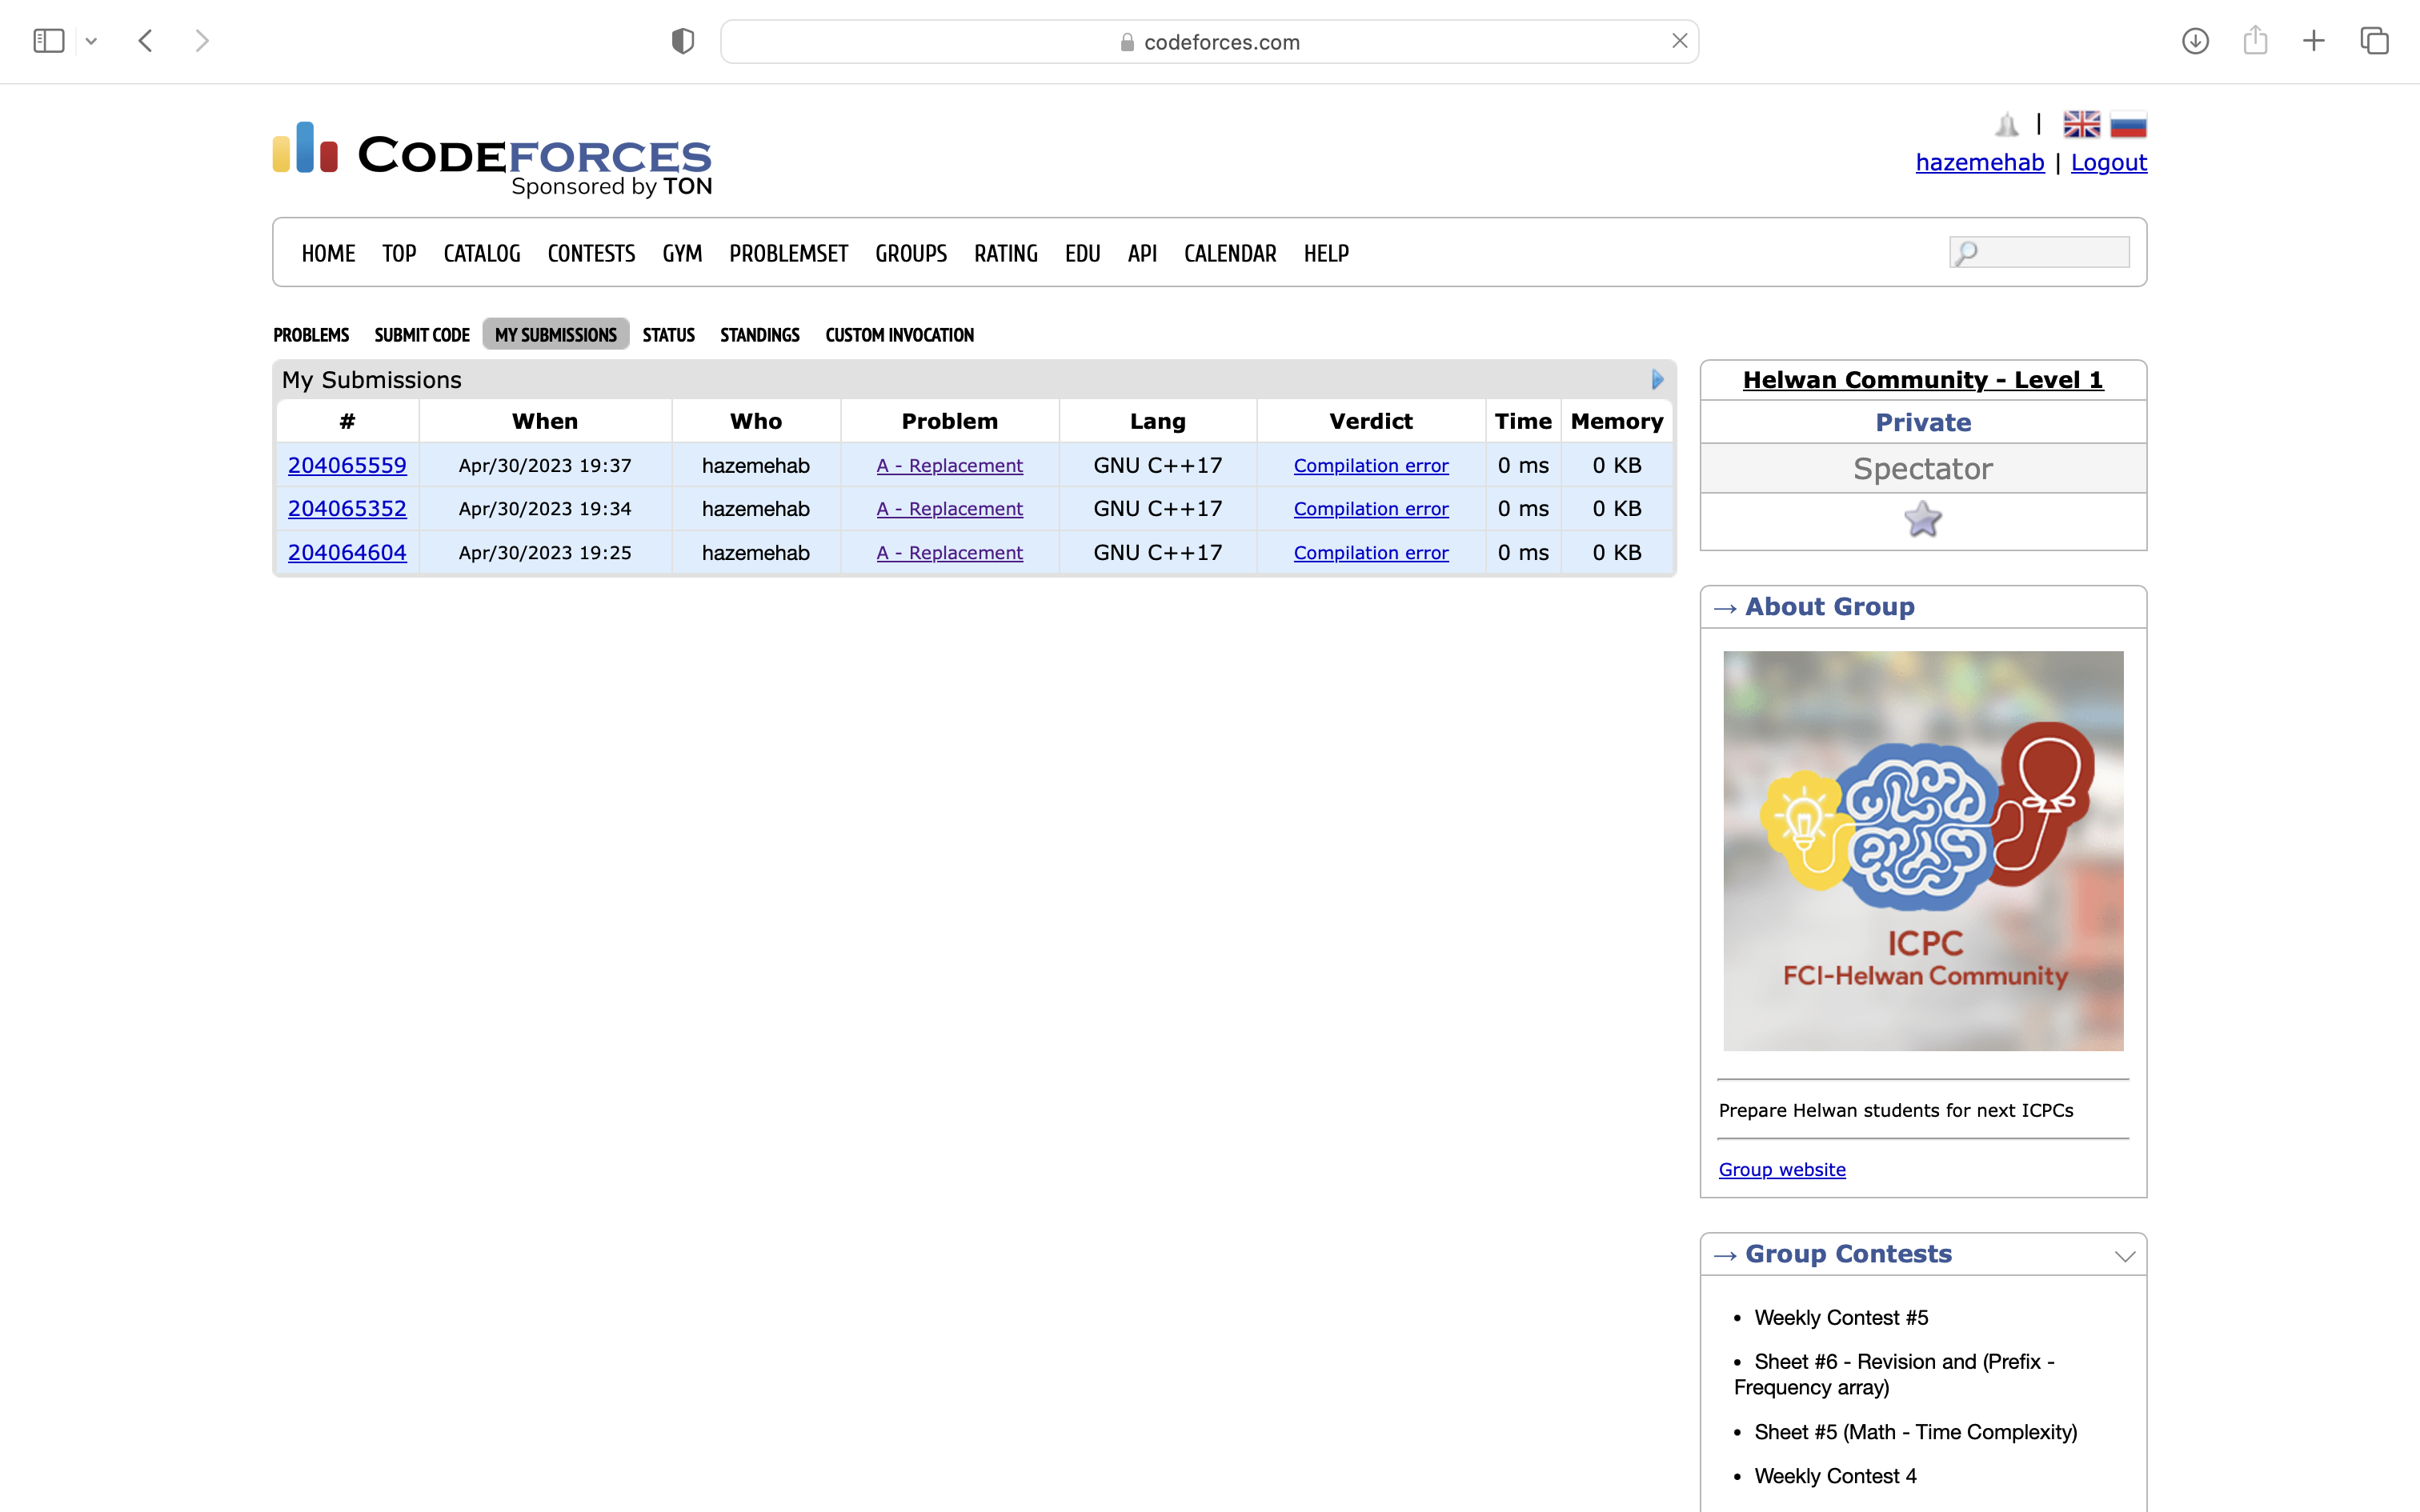 codeforces.com
CODEFORCES
Sponsored by TON
|
hazemehab | Logout
HOME TOP CATALOG CONTESTS GYM PROBLEMSET GROUPS RATING EDU API CALENDAR HELP
PROBLEMS SUBMIT CODE MY SUBMISSIONS STATUS STANDINGS CUSTOM INVOCATION
My Submissions
# When Who Problem Lang Verdict Time Memory
204065559 Apr/30/2023 19:37 hazemehab A - Replacement GNU C++17 Compilation error 0 ms 0 KB
204065352 Apr/30/2023 19:34 hazemehab A - Replacement GNU C++17 Compilation error 0 ms 0 KB
204064604 Apr/30/2023 19:25 hazemehab A - Replacement GNU C++17 Compilation error 0 ms 0 KB
Helwan Community - Level 1
Private
Spectator
→ About Group
ICPC
FCI-Helwan Community
Prepare Helwan students for next ICPCs
Group website
→ Group Contests
• Weekly Contest #5
• Sheet #6 - Revision and (Prefix -
Frequency array)
• Sheet #5 (Math - Time Complexity)
• Weekly Contest 4